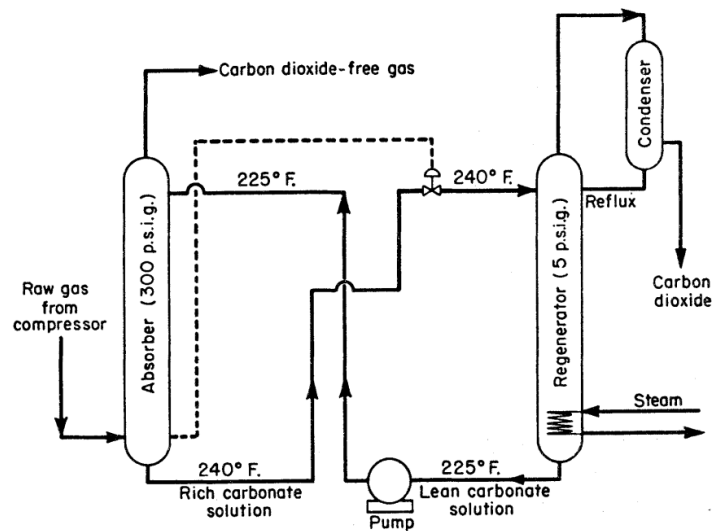 Carbon dioxide-free gas
Condenser
225° F.
240° F.
Reflux
Absorber (300 p.s.i.g.)
Regenerator (5 p.s.i.g.)
Raw gas
from
compressor
Carbon
dioxide
Steam
240° F.
Rich carbonate
solution
225° F.
Lean carbonate
solution
Pump